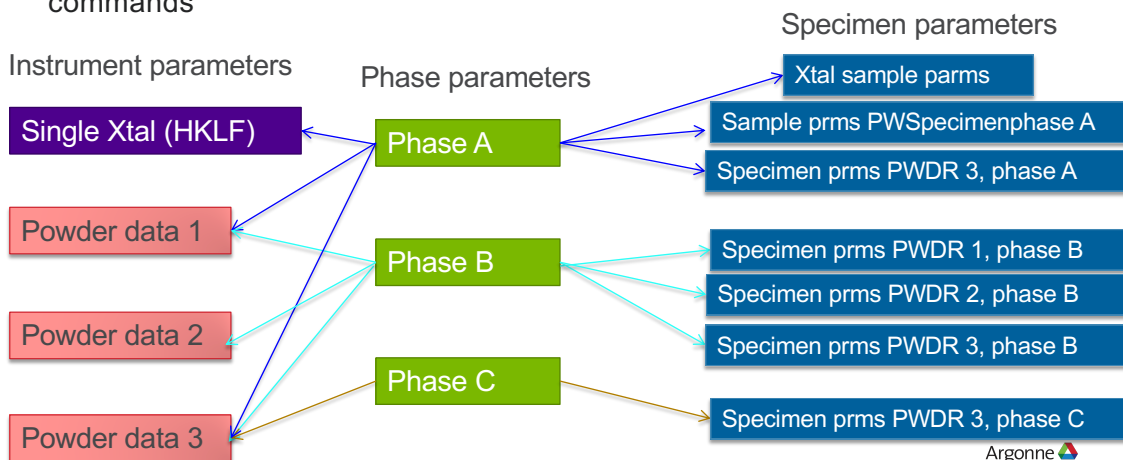 commands
Specimen parameters
Instrument parameters
Phase parameters
Xtal sample parms
Single Xtal (HKLF)
Phase A
Sample prms PWSpecimenphase A
Specimen prms PWDR 3, phase A
Powder data 1
Phase B
Specimen prms PWDR 1, phase B
Specimen prms PWDR 2, phase B
Powder data 2
Specimen prms PWDR 3, phase B
Phase C
Specimen prms PWDR 3, phase C
Powder data 3
Argonne